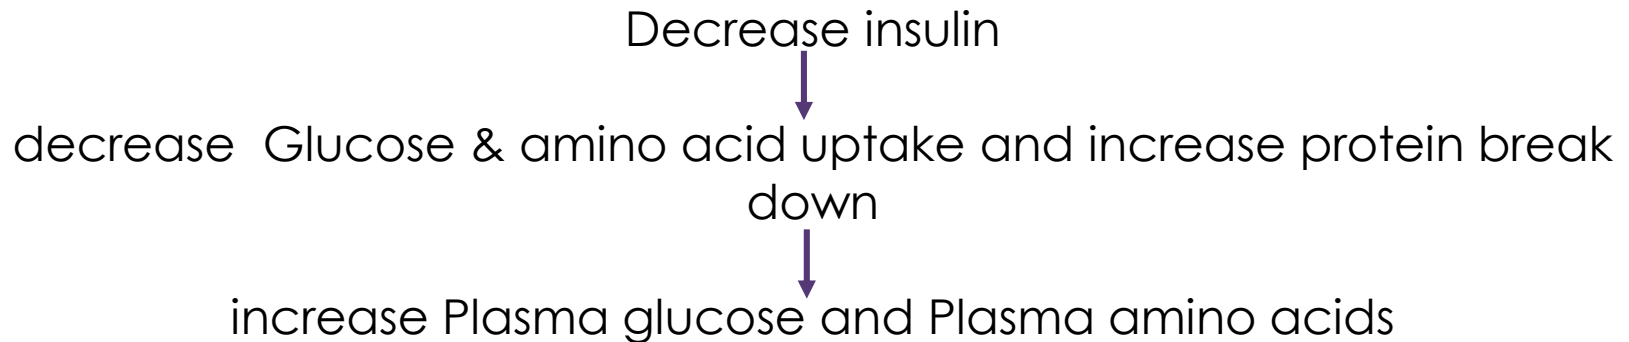 Decrease insulin
decrease  Glucose & amino acid uptake and increase protein break
down
increase Plasma glucose and Plasma amino acids